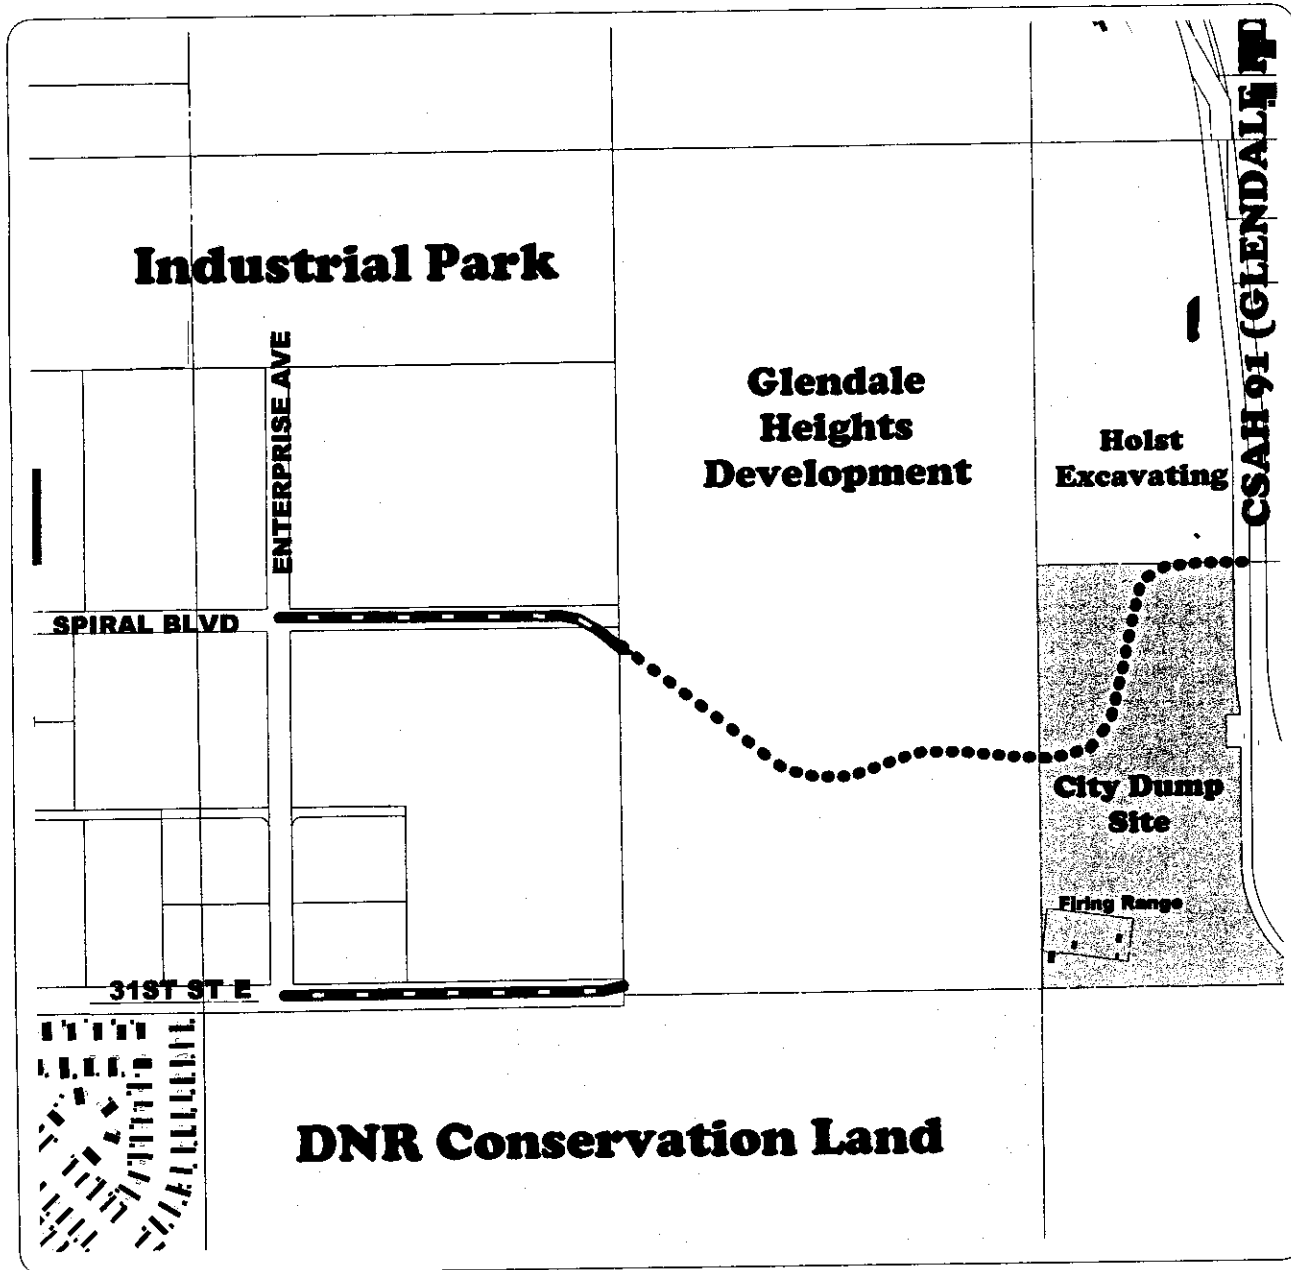 Industrial Park
ENTERPRISE AVE
Glendale
Heights
Development
Holst
Excavating
CSAH 91 (GLENDALE
SPIRAL BLVD
City Dump
Site
Firing Range
31ST ST E
DNR Conservation Land